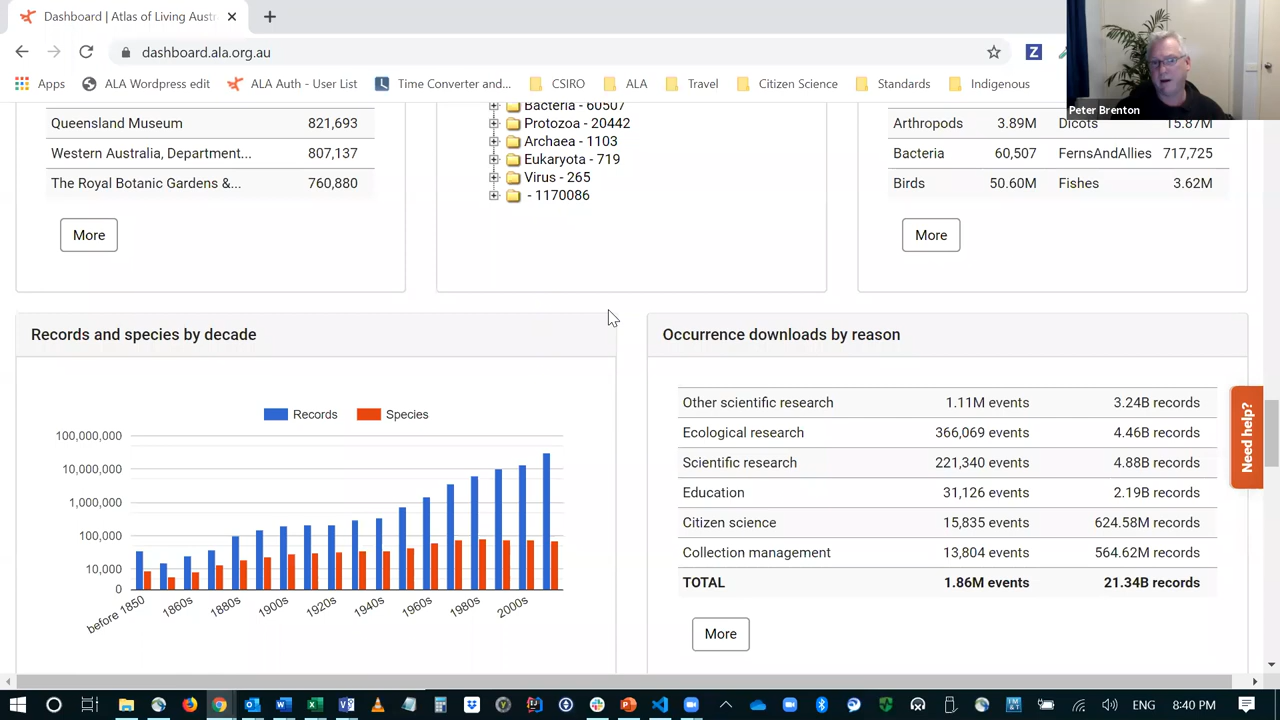 Dashboard | Atlas of Living Austr
dashboard.ala.org.au
Z
Peter Brenton
Apps
ALA Wordpress edit
ALA Auth - User List
Time Converter and...
CSIRO
ALA
Travel
Citizen Science
Standards
Indigenous
Queensland Museum 821,693
Western Australia, Department... 807,137
The Royal Botanic Gardens &... 760,880
More
Bacteria - 60507
Protozoa - 20442
Archaea - 1103
Eukaryota - 719
Virus - 265
- 1170086
Arthropods 3.89M Dicots 15.87M
Bacteria 60,507 FernsAndAllies 717,725
Birds 50.60M Fishes 3.62M
More
Records and species by decade
Records Species
100,000,000
10,000,000
1,000,000
100,000
10,000
0
before 1850 1860s 1880s 1900s 1920s 1940s 1960s 1980s 2000s
Occurrence downloads by reason
Other scientific research 1.11M events 3.24B records
Ecological research 366,069 events 4.46B records
Scientific research 221,340 events 4.88B records
Education 31,126 events 2.19B records
Citizen science 15,835 events 624.58M records
Collection management 13,804 events 564.62M records
TOTAL 1.86M events 21.34B records
More
Need help?
ENG
8:40 PM